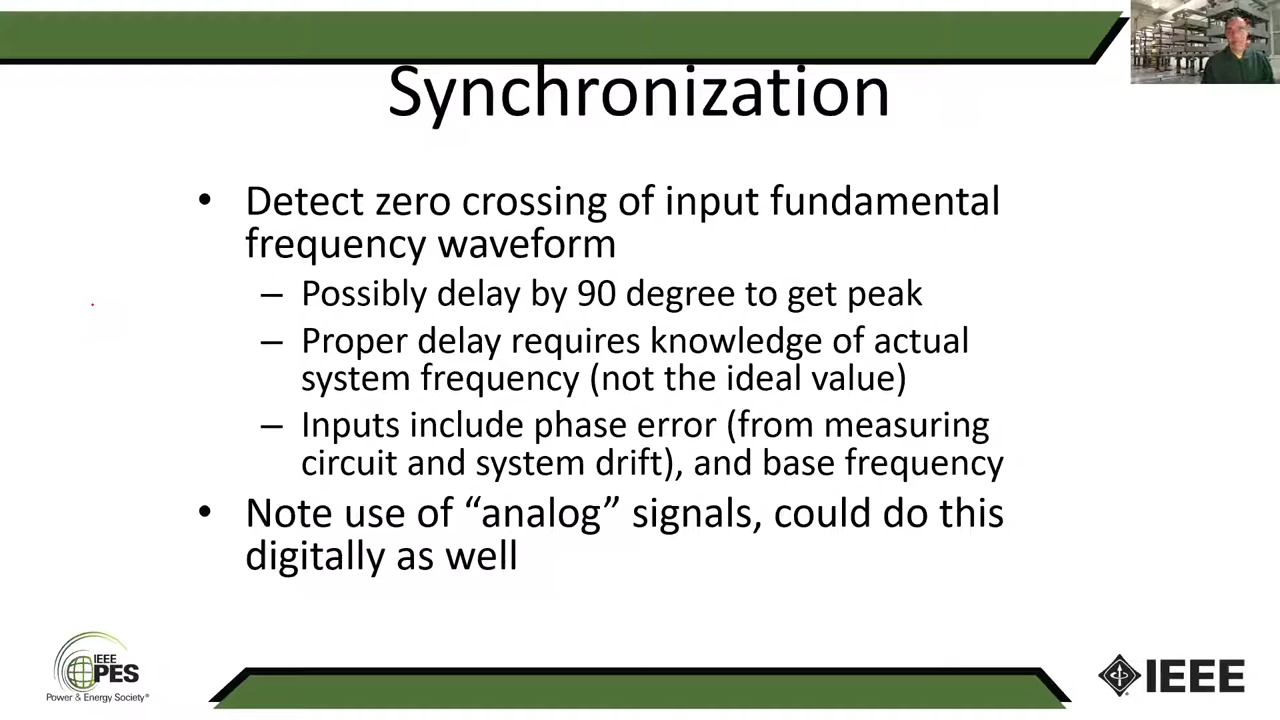 Synchronization
• Detect zero crossing of input fundamental
frequency waveform
– Possibly delay by 90 degree to get peak
– Proper delay requires knowledge of actual
system frequency (not the ideal value)
– Inputs include phase error (from measuring
circuit and system drift), and base frequency
• Note use of “analog” signals, could do this
digitally as well
IEEE
PES
Power & Energy Society®
IEEE